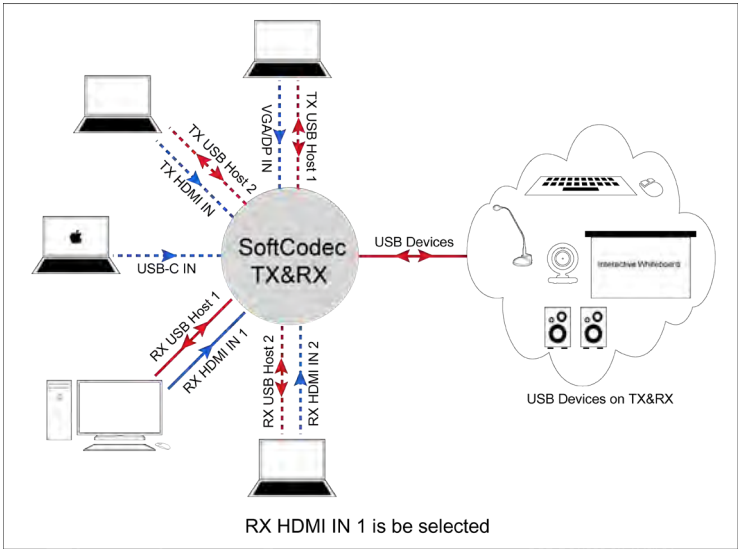 VGA/DP IN
TX USB Host 1
TX USB Host 2
TX HDMI IN
USB-C IN
SoftCodec
TX&RX
USB Devices
Interactive Whiteboard
RX USB Host 1
RX HDMI IN 1
RX USB Host 2
RX HDMI IN 2
USB Devices on TX&RX
RX HDMI IN 1 is be selected